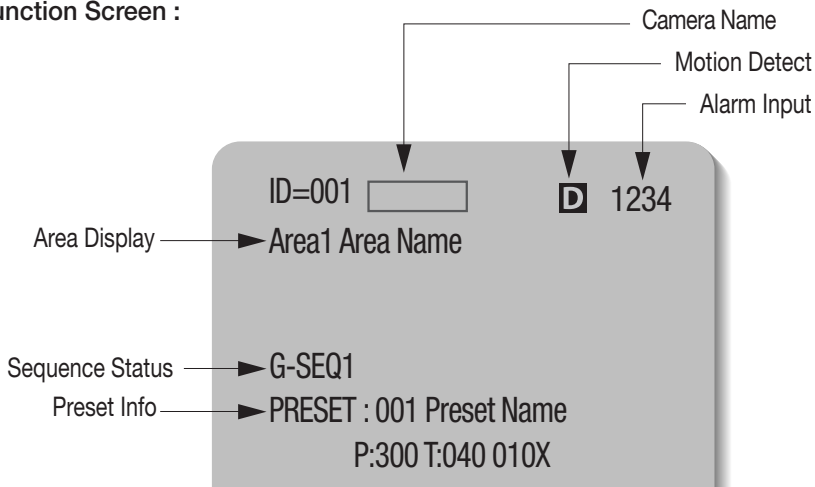 unction Screen :
Camera Name
Motion Detect
Alarm Input
ID=001 D 1234
Area Display Area1 Area Name
Sequence Status G-SEQ1
Preset Info PRESET : 001 Preset Name
P:300 T:040 010X